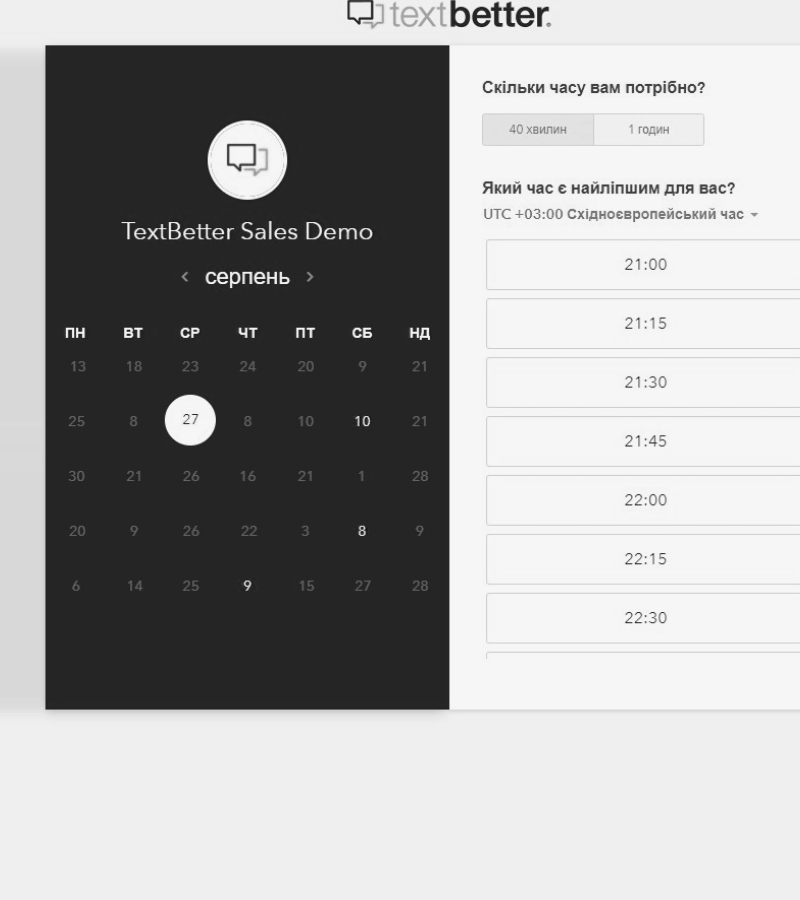 textbetter.
TextBetter Sales Demo
серпень
ПН ВТ СР ЧТ ПТ СБ НД
13 18 23 24 20 9 21
25 8 27 8 10 10 21
30 21 26 16 21 1 28
20 9 26 22 3 8 9
6 14 25 9 15 27 28
Скільки часу вам потрібно?
40 хвилин 1 годин
Який час є найліпшим для вас?
UTC +03:00 Східноєвропейський час
21:00
21:15
21:30
21:45
22:00
22:15
22:30